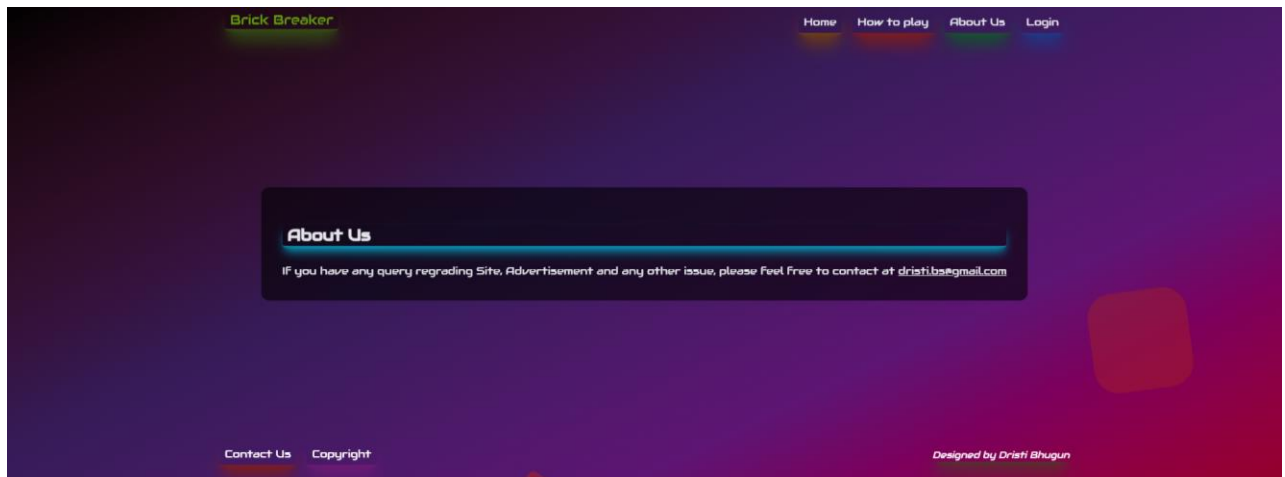 Brick Breaker
Home How to play About Us Login
About Us
If you have any query regrading Site, Advertisement and any other issue, please feel free to contact at dristi.bs@gmail.com
Contact Us Copyright
Designed by Dristi Bhugun